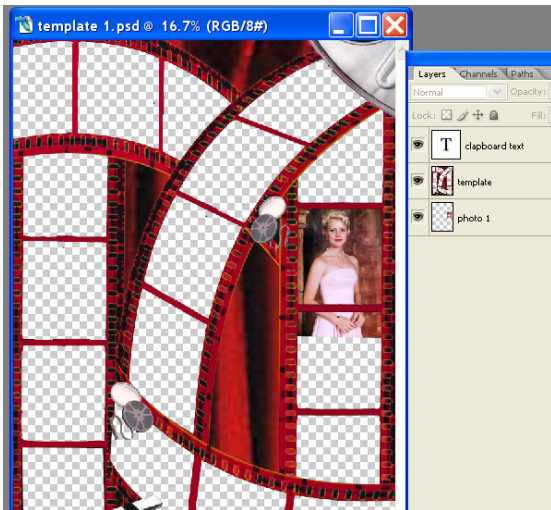 template 1.psd @ 16.7% (RGB/8#)
Layers Channels Paths
Normal Opacity:
Lock: Fill:
T clapboard text
template
photo 1